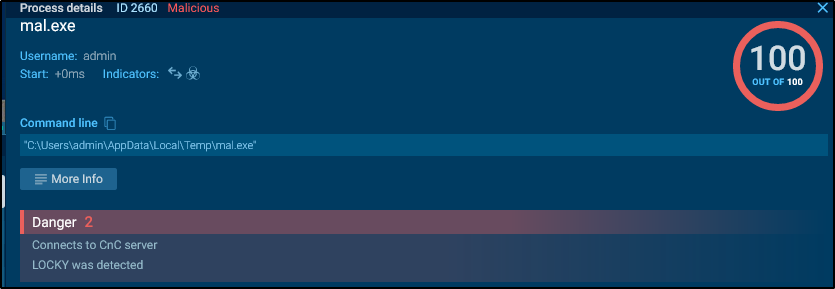 Process details ID 2660 Malicious
mal.exe
Username: admin
Start: +0ms Indicators:
100
OUT OF 100
Command line
"C:\Users\admin\AppData\Local\Temp\mal.exe"
More Info
Danger 2
Connects to CnC server
LOCKY was detected